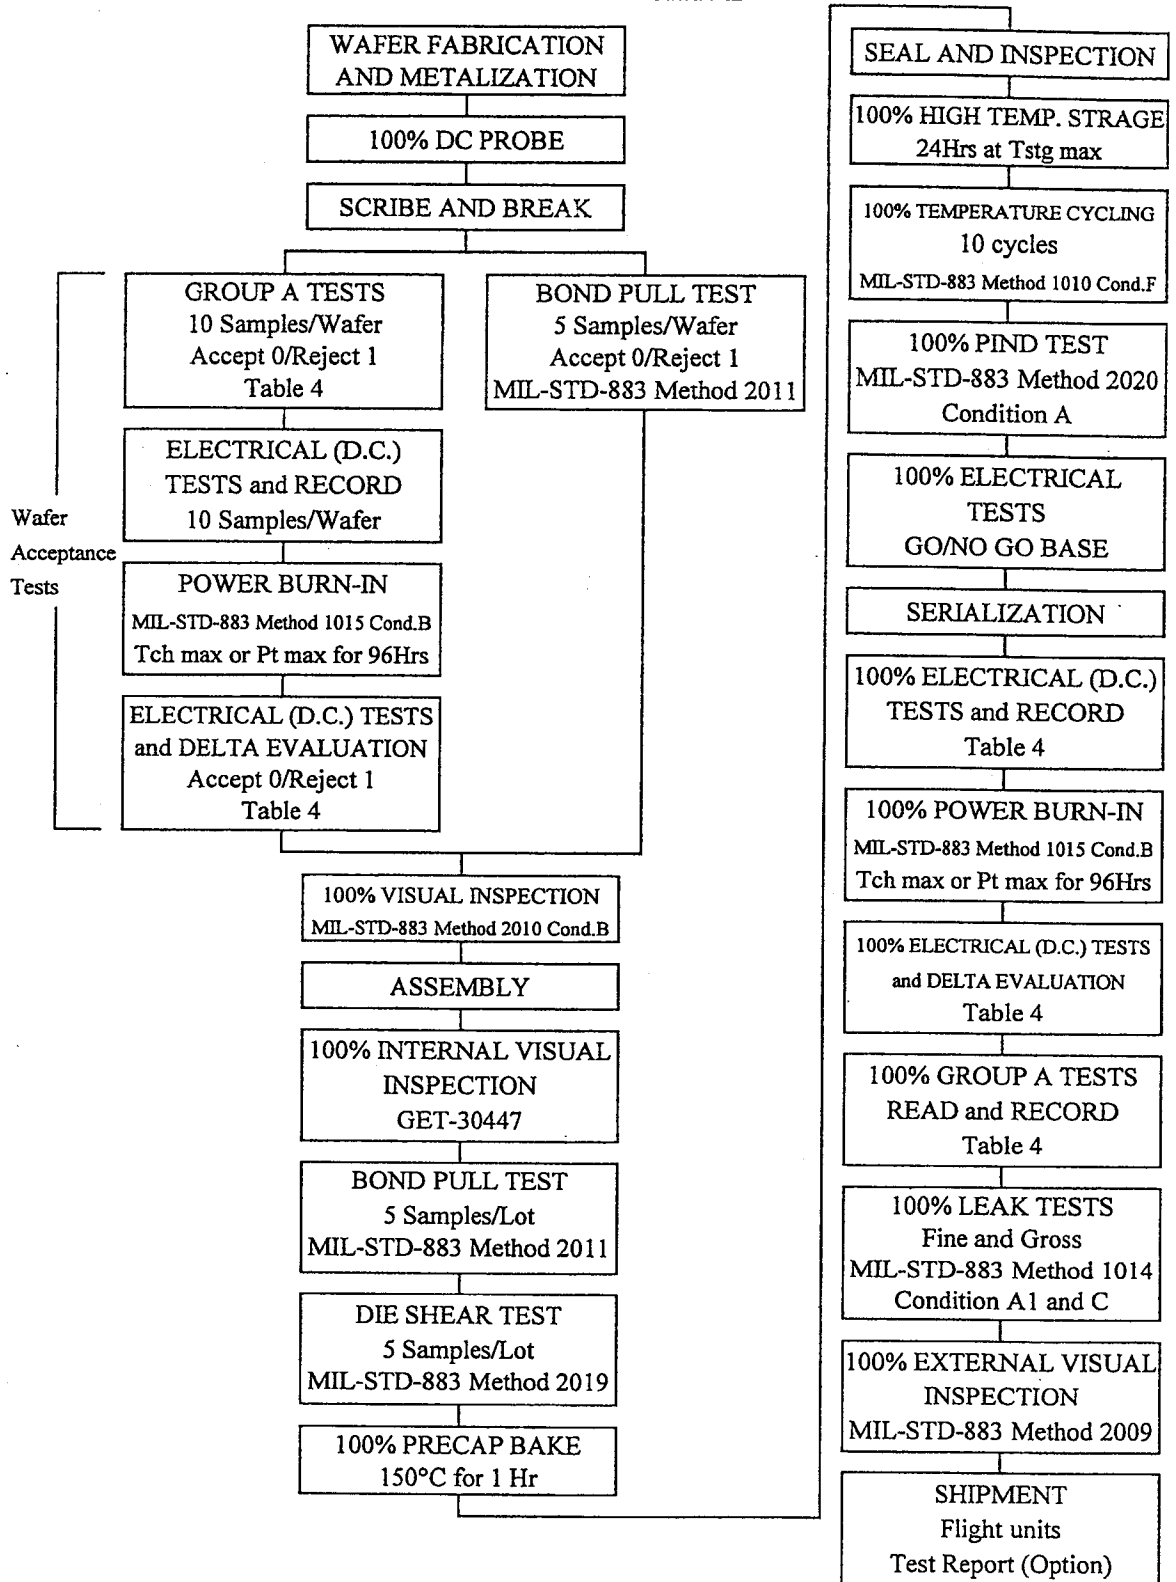 WAFER FABRICATION
AND METALIZATION
100% DC PROBE
SCRIBE AND BREAK
GROUP A TESTS
10 Samples/Wafer
Accept 0/Reject 1
Table 4
BOND PULL TEST
5 Samples/Wafer
Accept 0/Reject 1
MIL-STD-883 Method 2011
ELECTRICAL (D.C.)
TESTS and RECORD
10 Samples/Wafer
Wafer
Acceptance
Tests
POWER BURN-IN
MIL-STD-883 Method 1015 Cond.B
Tch max or Pt max for 96Hrs
ELECTRICAL (D.C.) TESTS
and DELTA EVALUATION
Accept 0/Reject 1
Table 4
100% VISUAL INSPECTION
MIL-STD-883 Method 2010 Cond.B
ASSEMBLY
100% INTERNAL VISUAL
INSPECTION
GET-30447
BOND PULL TEST
5 Samples/Lot
MIL-STD-883 Method 2011
DIE SHEAR TEST
5 Samples/Lot
MIL-STD-883 Method 2019
100% PRECAP BAKE
150°C for 1 Hr
SEAL AND INSPECTION
100% HIGH TEMP. STRAGE
24Hrs at Tstg max
100% TEMPERATURE CYCLING
10 cycles
MIL-STD-883 Method 1010 Cond.F
100% PIND TEST
MIL-STD-883 Method 2020
Condition A
100% ELECTRICAL
TESTS
GO/NO GO BASE
SERIALIZATION
100% ELECTRICAL (D.C.)
TESTS and RECORD
Table 4
100% POWER BURN-IN
MIL-STD-883 Method 1015 Cond.B
Tch max or Pt max for 96Hrs
100% ELECTRICAL (D.C.) TESTS
and DELTA EVALUATION
Table 4
100% GROUP A TESTS
READ and RECORD
Table 4
100% LEAK TESTS
Fine and Gross
MIL-STD-883 Method 1014
Condition A1 and C
100% EXTERNAL VISUAL
INSPECTION
MIL-STD-883 Method 2009
SHIPMENT
Flight units
Test Report (Option)